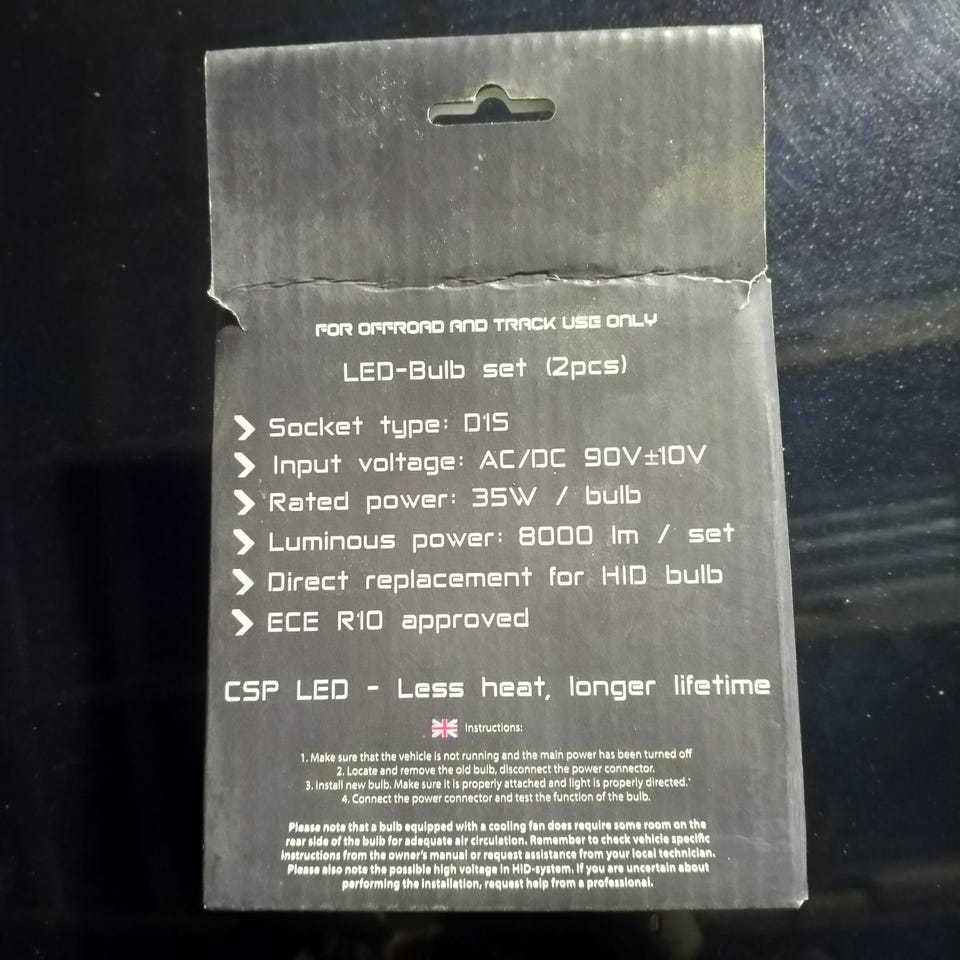 FOR OFFROAD AND TRACK USE ONLY
LED-Bulb set (2pcs)
Socket type: D1S
Input voltage: AC/DC 90V±10V
Rated power: 35W / bulb
Luminous power: 8000 lm / set
Direct replacement for HID bulb
ECE R10 approved
CSP LED - Less heat, longer lifetime
Instructions:
1. Make sure that the vehicle is not running and the main power has been turned off
2. Locate and remove the old bulb, disconnect the power connector.
3. Install new bulb. Make sure it is properly attached and light is properly directed.
4. Connect the power connector and test the function of the bulb.
Please note that a bulb equipped with a cooling fan does require some room on the
rear side of the bulb for adequate air circulation. Remember to check vehicle specific
instructions from the owner's manual or request assistance from your local technician.
Please also note the possible high voltage in HID-system. If you are uncertain about
performing the installation, request help from a professional.